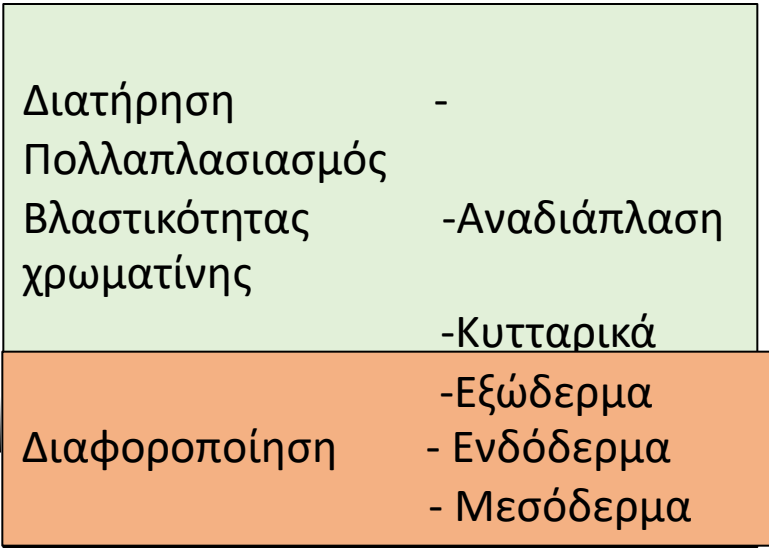 Διατήρηση -
Πολλαπλασιασμός
Βλαστικότητας -Αναδιάπλαση
χρωματίνης
-Κυτταρικά
-Εξώδερμα
Διαφοροποίηση - Ενδόδερμα
- Μεσόδερμα